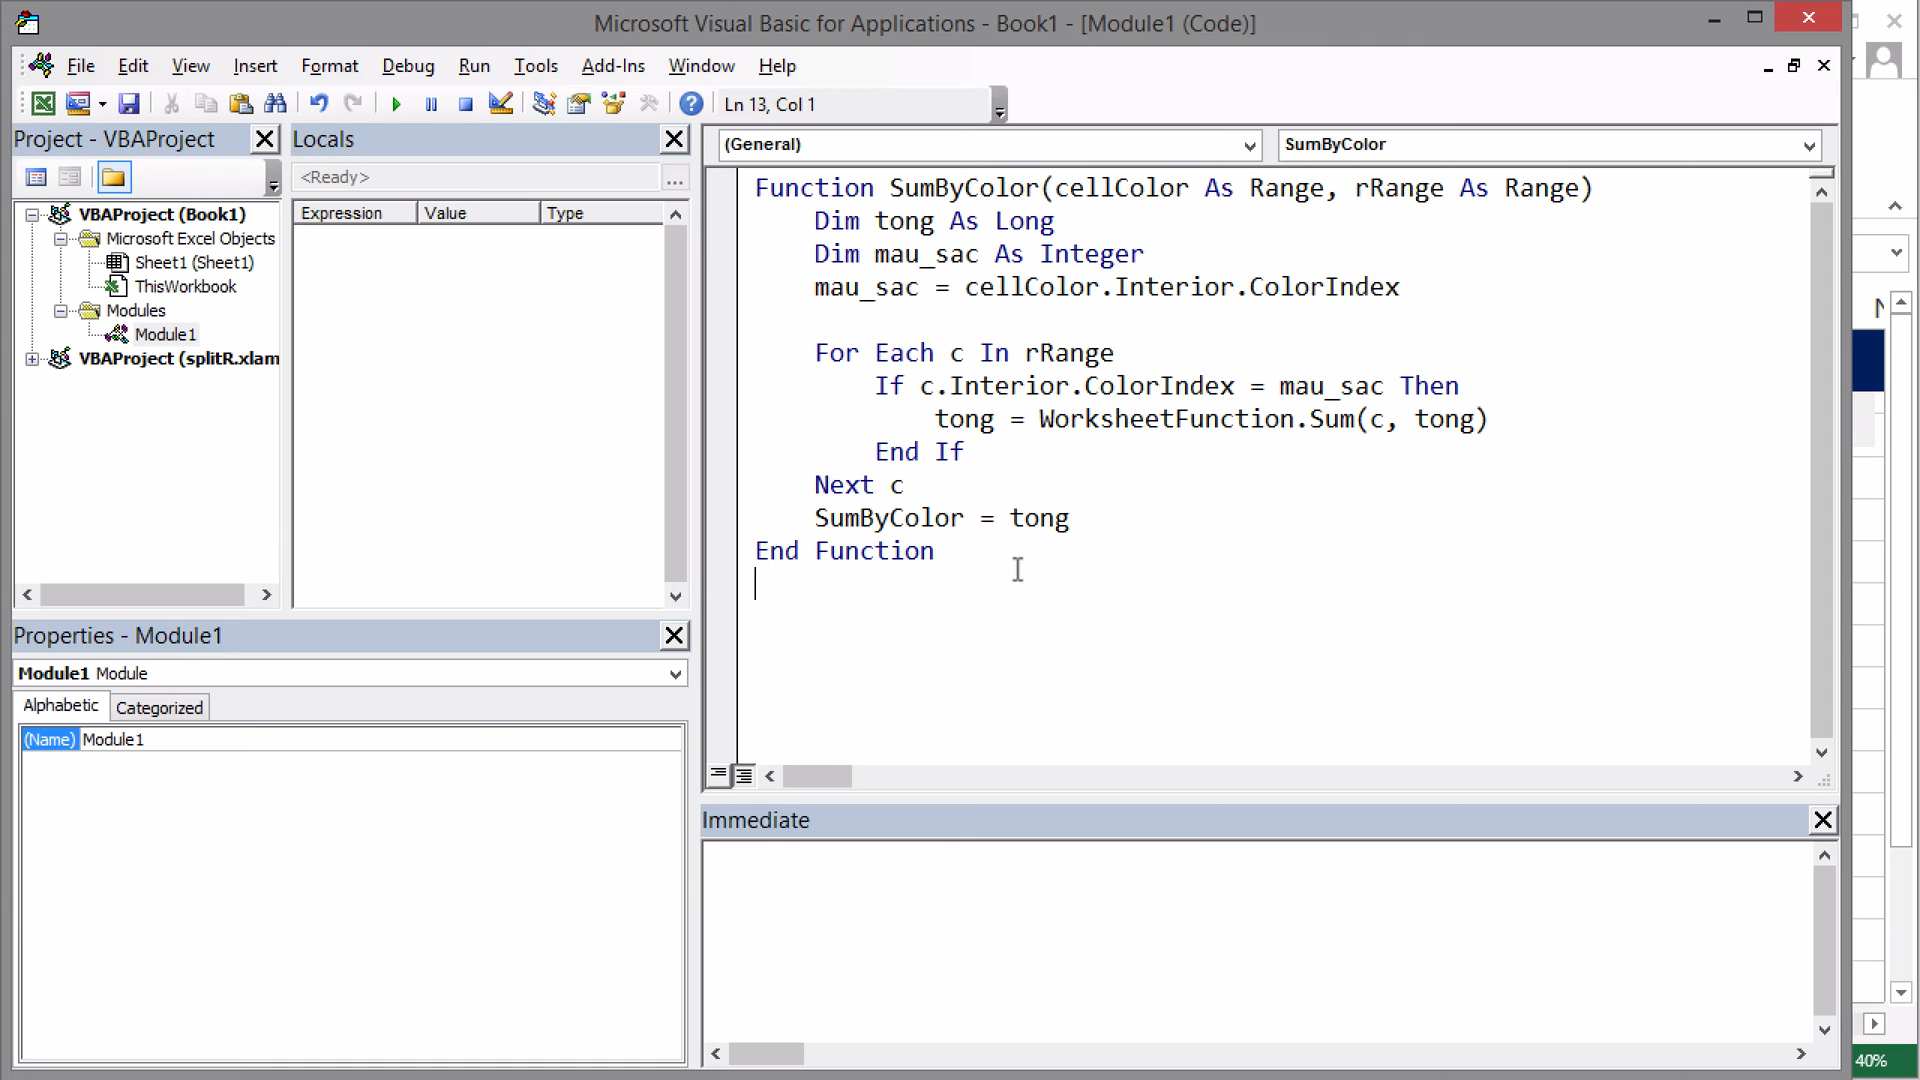 Microsoft Visual Basic for Applications - Book1 - [Module1 (Code)]
File Edit View Insert Format Debug Run Tools Add-Ins Window Help
Ln 13, Col 1
Project - VBAProject
VBAProject (Book1)
Microsoft Excel Objects
Sheet1 (Sheet1)
ThisWorkbook
Modules
Module1
VBAProject (splitR.xlam
Locals
<Ready>
...
Expression Value Type
(General) SumByColor
Function SumByColor(cellColor As Range, rRange As Range)
Dim tong As Long
Dim mau_sac As Integer
mau_sac = cellColor.Interior.ColorIndex
For Each c In rRange
If c.Interior.ColorIndex = mau_sac Then
tong = WorksheetFunction.Sum(c, tong)
End If
Next c
SumByColor = tong
End Function
Properties - Module1
Module1 Module
Alphabetic Categorized
(Name) Module1
Immediate
40%